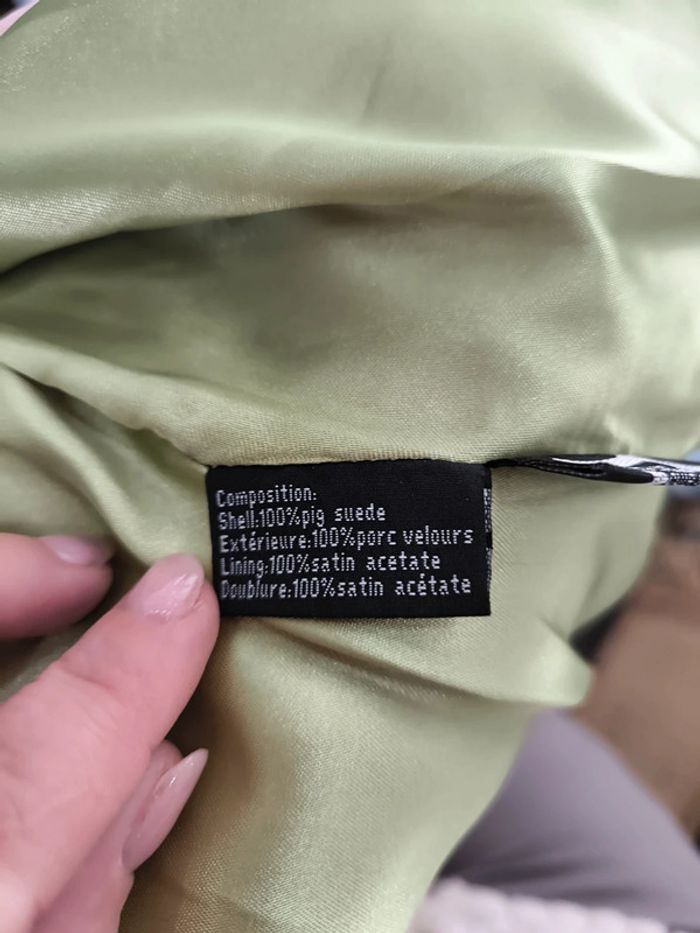 Composition:
Shell:100%pig suede
Extérieure:100%porc velours
Lining:100%satin acetate
Doublure:100%satin acétate